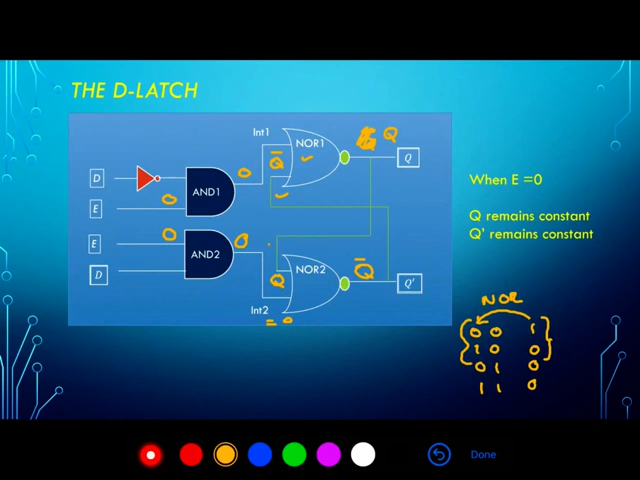 THE D-LATCH
Int1
NOR1
Q
Q̅
Q
D
0
0
AND1
E
0
E
0
AND2
D
NOR2
Q
Q̅
Q'
Int2
= 0
When E =0
Q remains constant
Q' remains constant
NOR
0 0 1
1 0 0
0 1 0
1 1 0
Done